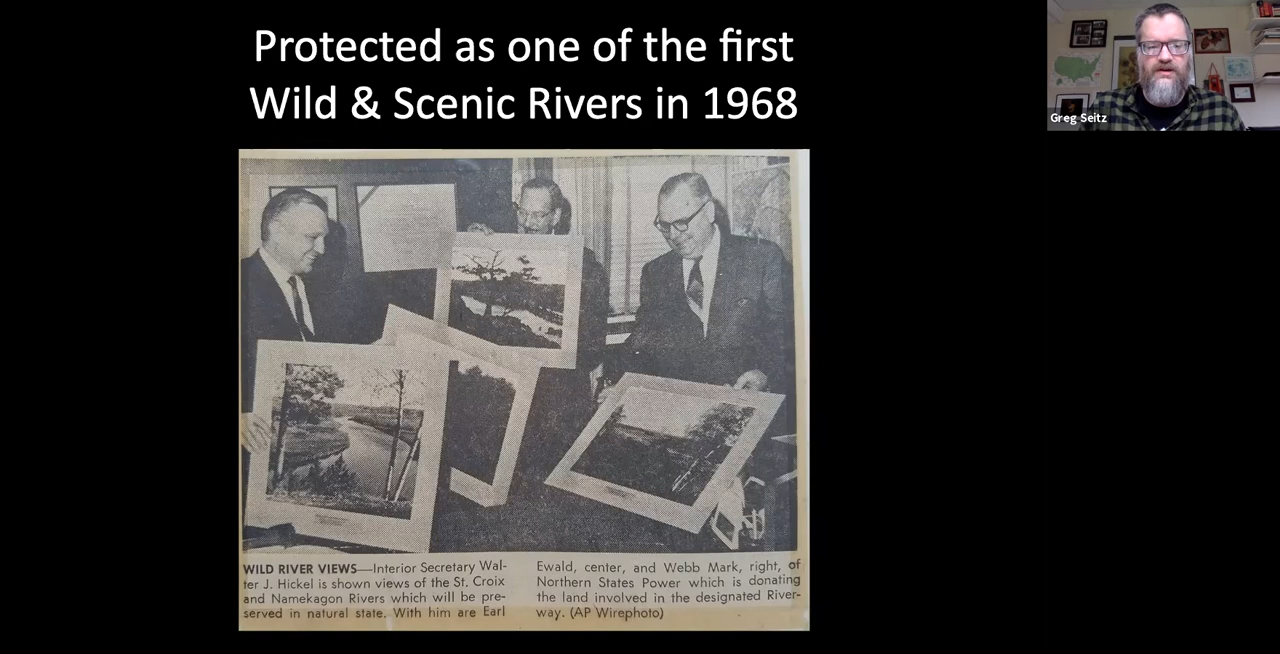 Protected as one of the first
Wild & Scenic Rivers in 1968
Greg Seitz
WILD RIVER VIEWS—Interior Secretary Wal-
ter J. Hickel is shown views of the St. Croix
and Namekagon Rivers which will be pre-
served in natural state. With him are Earl
Ewald, center, and Webb Mark, right, of
Northern States Power which is donating
the land involved in the designated River-
way. (AP Wirephoto)